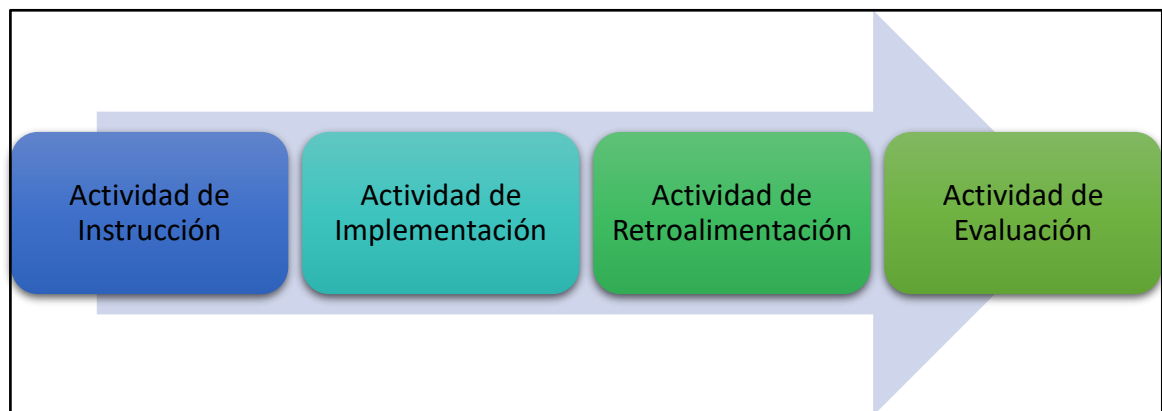 Actividad de
Instrucción
Actividad de
Implementación
Actividad de
Retroalimentación
Actividad de
Evaluación